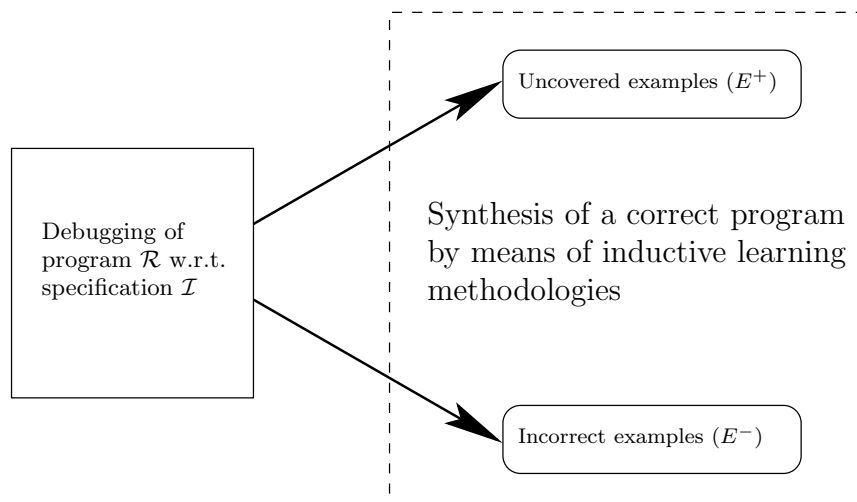 Uncovered examples (E⁺)
Debugging of
program ℛ w.r.t.
specification ℐ
Synthesis of a correct program
by means of inductive learning
methodologies
Incorrect examples (E⁻)